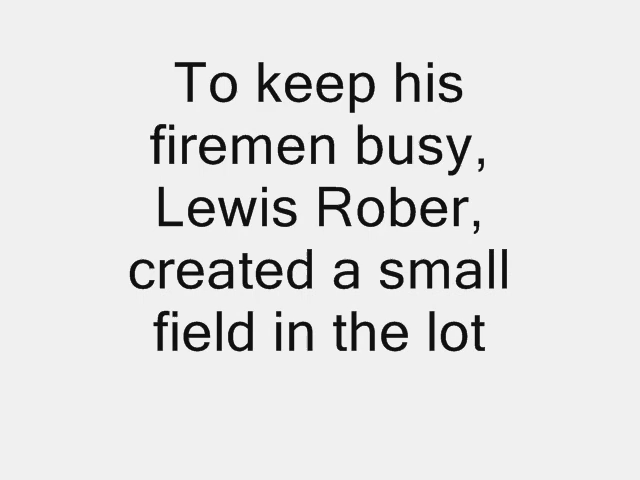 To keep his
firemen busy,
Lewis Rober,
created a small
field in the lot